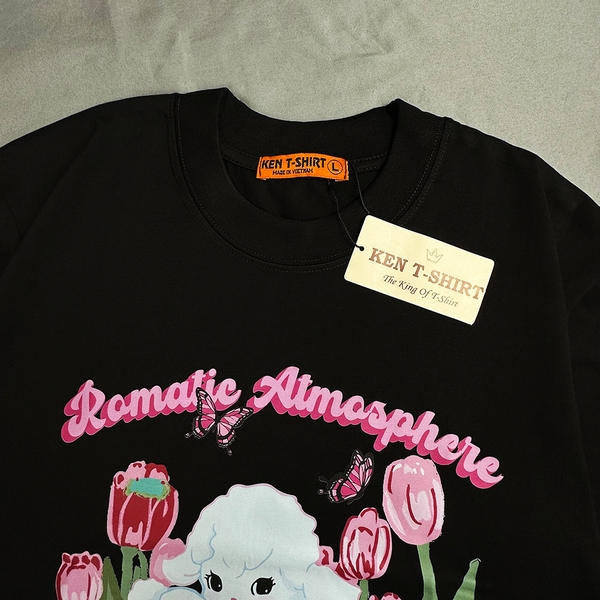 KEN T-SHIRT L
MADE IN VIETNAM
KEN T-SHIRT
The King Of T-Shirt
Romatic Atmosphere